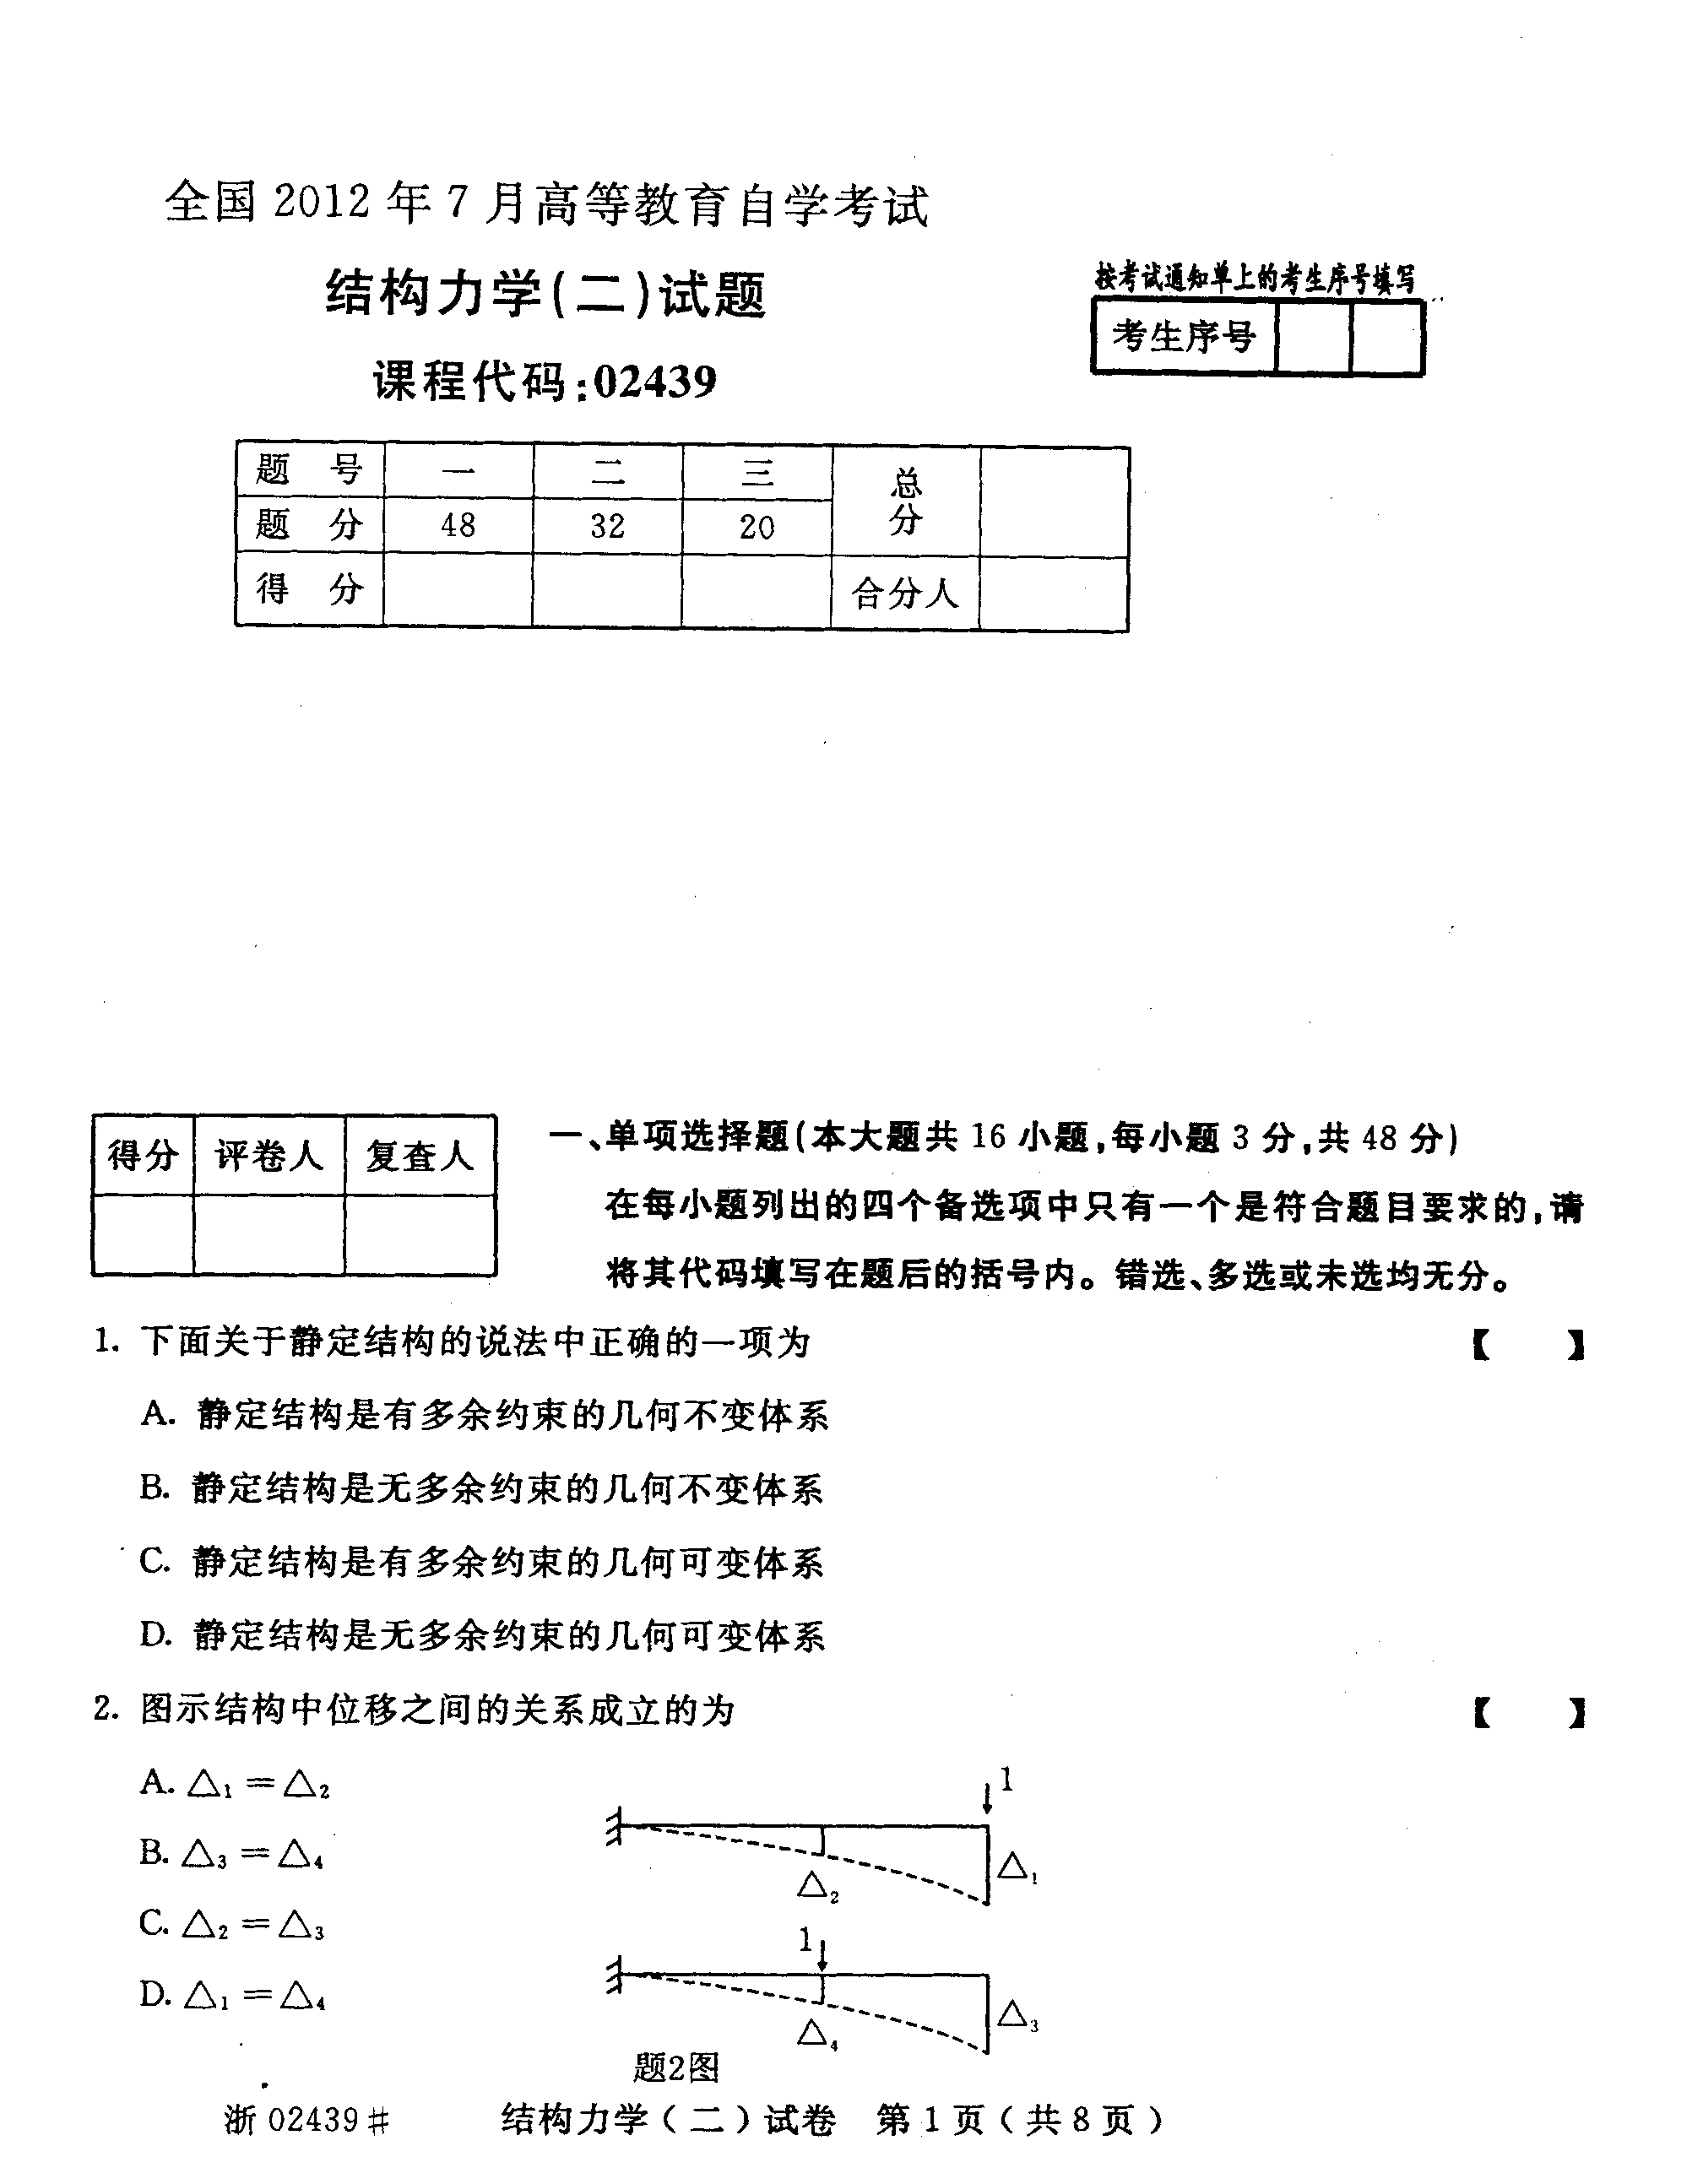 全国 2012 年 7 月高等教育自学考试
结构力学(二)试题
课程代码:02439
按考试通知单上的考生序号填写
考生序号
题 号 一 二 三 总分
题 分 48 32 20
得 分 合分人
得分 评卷人 复查人
一、单项选择题(本大题共 16 小题,每小题 3 分,共 48 分)
在每小题列出的四个备选项中只有一个是符合题目要求的,请
将其代码填写在题后的括号内。错选、多选或未选均无分。
1. 下面关于静定结构的说法中正确的一项为 【 】
A. 静定结构是有多余约束的几何不变体系
B. 静定结构是无多余约束的几何不变体系
C. 静定结构是有多余约束的几何可变体系
D. 静定结构是无多余约束的几何可变体系
2. 图示结构中位移之间的关系成立的为 【 】
A. △₁ = △₂
B. △₃ = △₄
C. △₂ = △₃
D. △₁ = △₄
1
△₁
△₂
1
△₃
△₄
题2图
浙 02439# 结构力学(二)试卷 第 1 页(共 8 页)